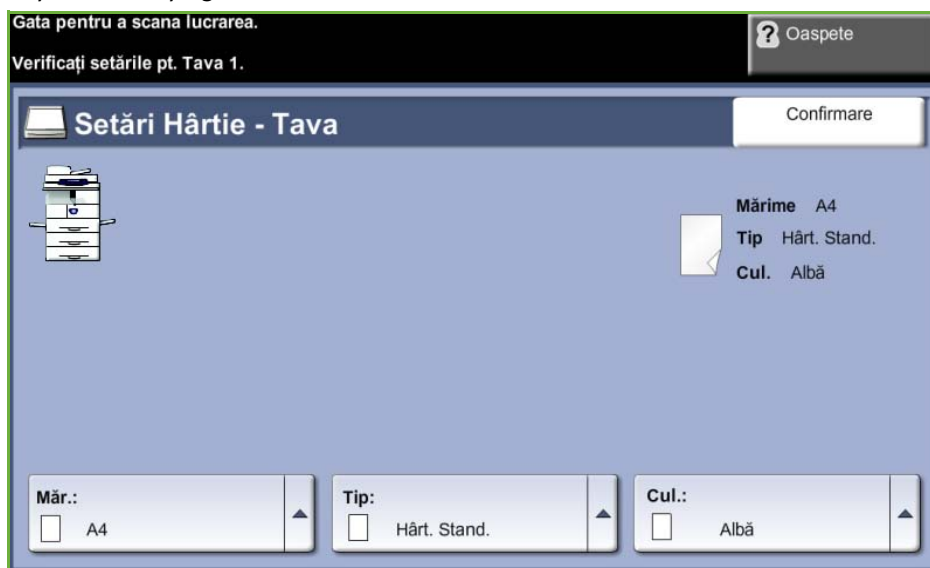 Gata pentru a scana lucrarea.
Oaspete
Verificați setările pt. Tava 1.
Setări Hârtie - Tava
Confirmare
Mărime A4
Tip Hârt. Stand.
Cul. Albă
Măr.:
A4
Tip:
Hârt. Stand.
Cul.:
Albă